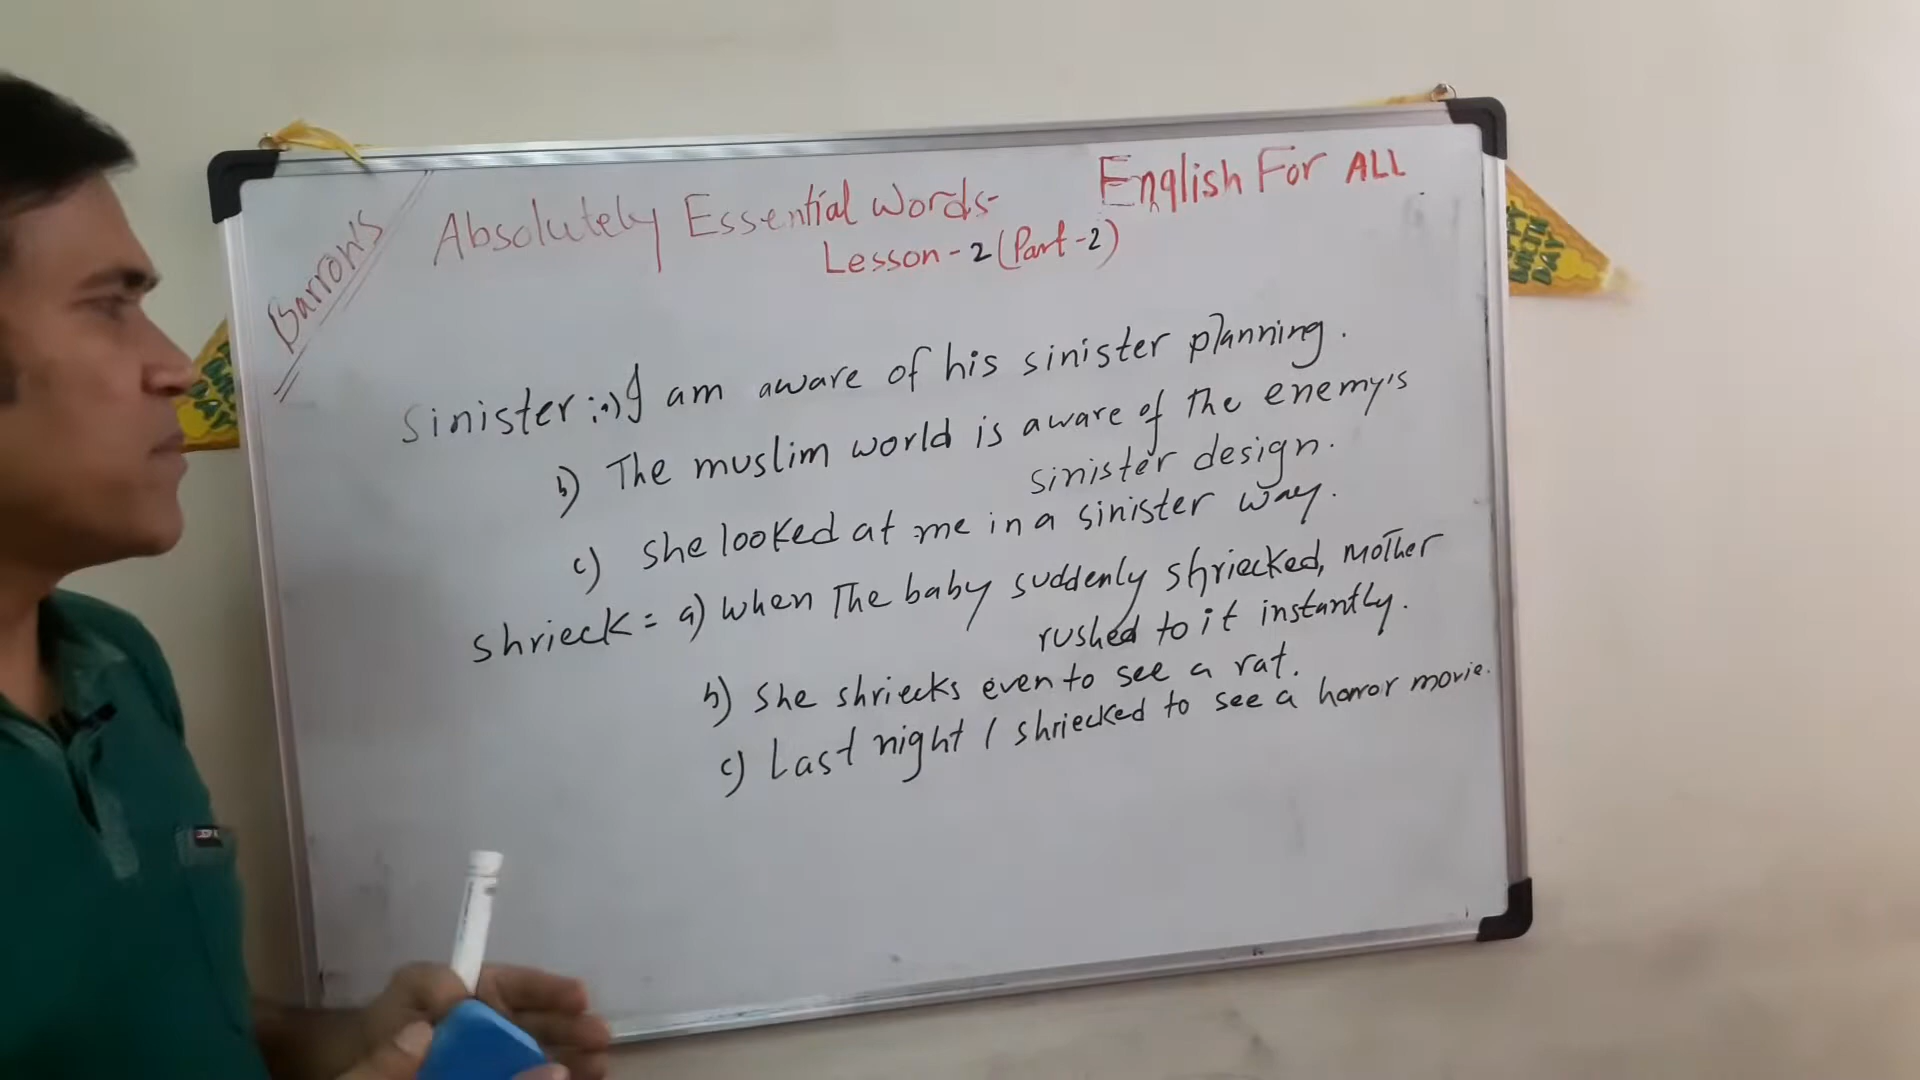 Barron's
Absolutely Essential Words-
English For ALL
Lesson - 2 (Part-2)
Sinister: a) I am aware of his sinister planning.
b) The muslim world is aware of the enemy's
sinister design.
c) she looked at me in a sinister way.
shrieck = a) when The baby suddenly shriecked, mother
rushed to it instantly.
b) she shriecks even to see a rat.
c) Last night I shriecked to see a horror movie.